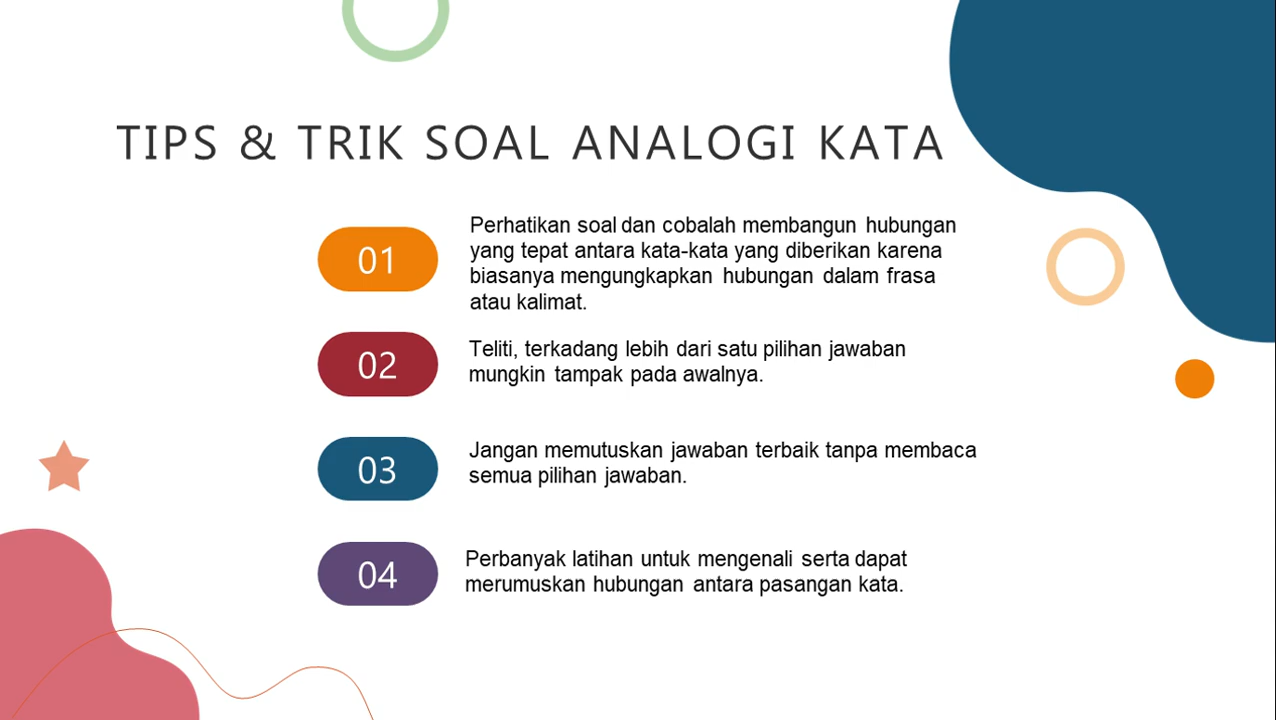 TIPS & TRIK SOAL ANALOGI KATA
01
Perhatikan soal dan cobalah membangun hubungan
yang tepat antara kata-kata yang diberikan karena
biasanya mengungkapkan hubungan dalam frasa
atau kalimat.
02
Teliti, terkadang lebih dari satu pilihan jawaban
mungkin tampak pada awalnya.
03
Jangan memutuskan jawaban terbaik tanpa membaca
semua pilihan jawaban.
04
Perbanyak latihan untuk mengenali serta dapat
merumuskan hubungan antara pasangan kata.